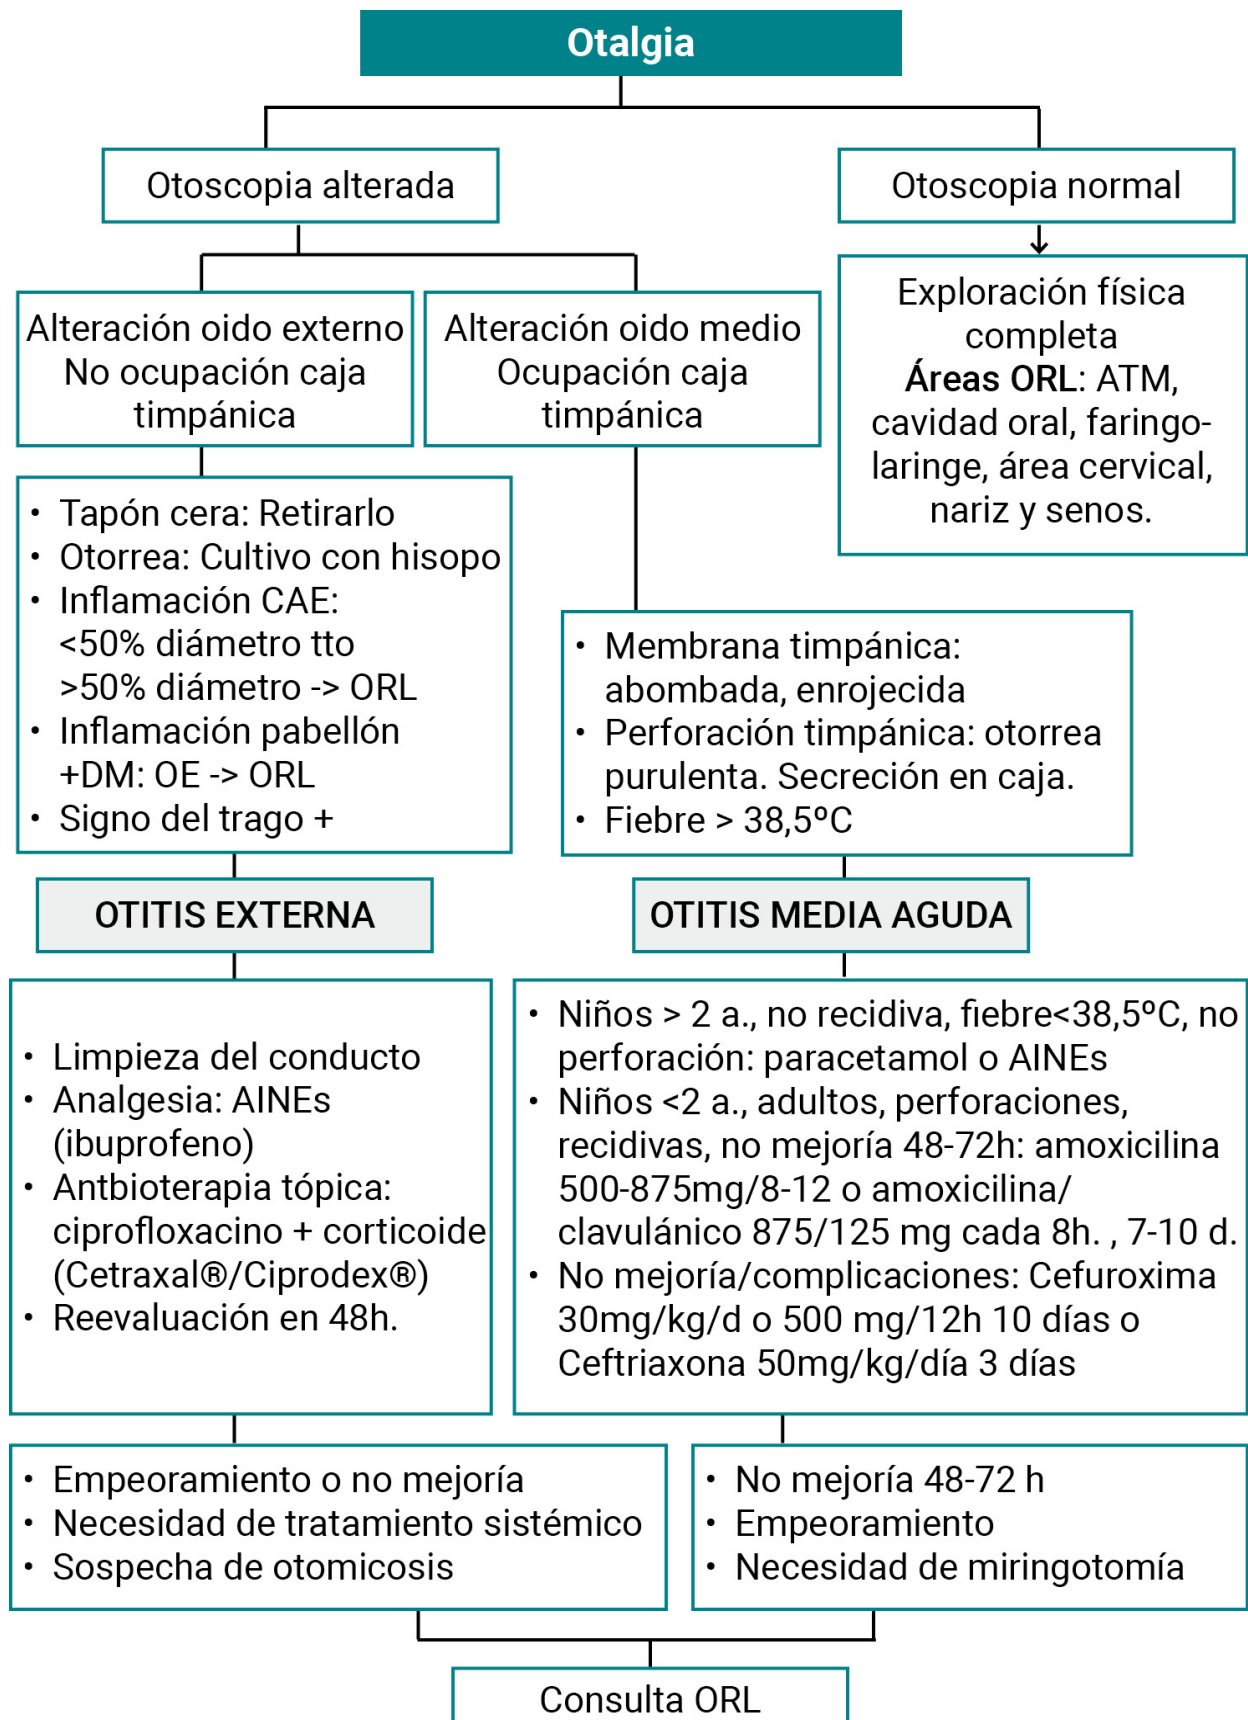 Otalgia
Otoscopia alterada
Otoscopia normal
Alteración oido externo
No ocupación caja
timpánica
Alteración oido medio
Ocupación caja
timpánica
Exploración física
completa
Áreas ORL: ATM,
cavidad oral, faringo-
laringe, área cervical,
nariz y senos.
• Tapón cera: Retirarlo
• Otorrea: Cultivo con hisopo
• Inflamación CAE:
<50% diámetro tto
>50% diámetro -> ORL
• Inflamación pabellón
+DM: OE -> ORL
• Signo del trago +
• Membrana timpánica:
abombada, enrojecida
• Perforación timpánica: otorrea
purulenta. Secreción en caja.
• Fiebre > 38,5ºC
OTITIS EXTERNA
OTITIS MEDIA AGUDA
• Limpieza del conducto
• Analgesia: AINEs
(ibuprofeno)
• Antbioterapia tópica:
ciprofloxacino + corticoide
(Cetraxal®/Ciprodex®)
• Reevaluación en 48h.
• Niños > 2 a., no recidiva, fiebre<38,5ºC, no
perforación: paracetamol o AINEs
• Niños <2 a., adultos, perforaciones,
recidivas, no mejoría 48-72h: amoxicilina
500-875mg/8-12 o amoxicilina/
clavulánico 875/125 mg cada 8h. , 7-10 d.
• No mejoría/complicaciones: Cefuroxima
30mg/kg/d o 500 mg/12h 10 días o
Ceftriaxona 50mg/kg/día 3 días
• Empeoramiento o no mejoría
• Necesidad de tratamiento sistémico
• Sospecha de otomicosis
• No mejoría 48-72 h
• Empeoramiento
• Necesidad de miringotomía
Consulta ORL